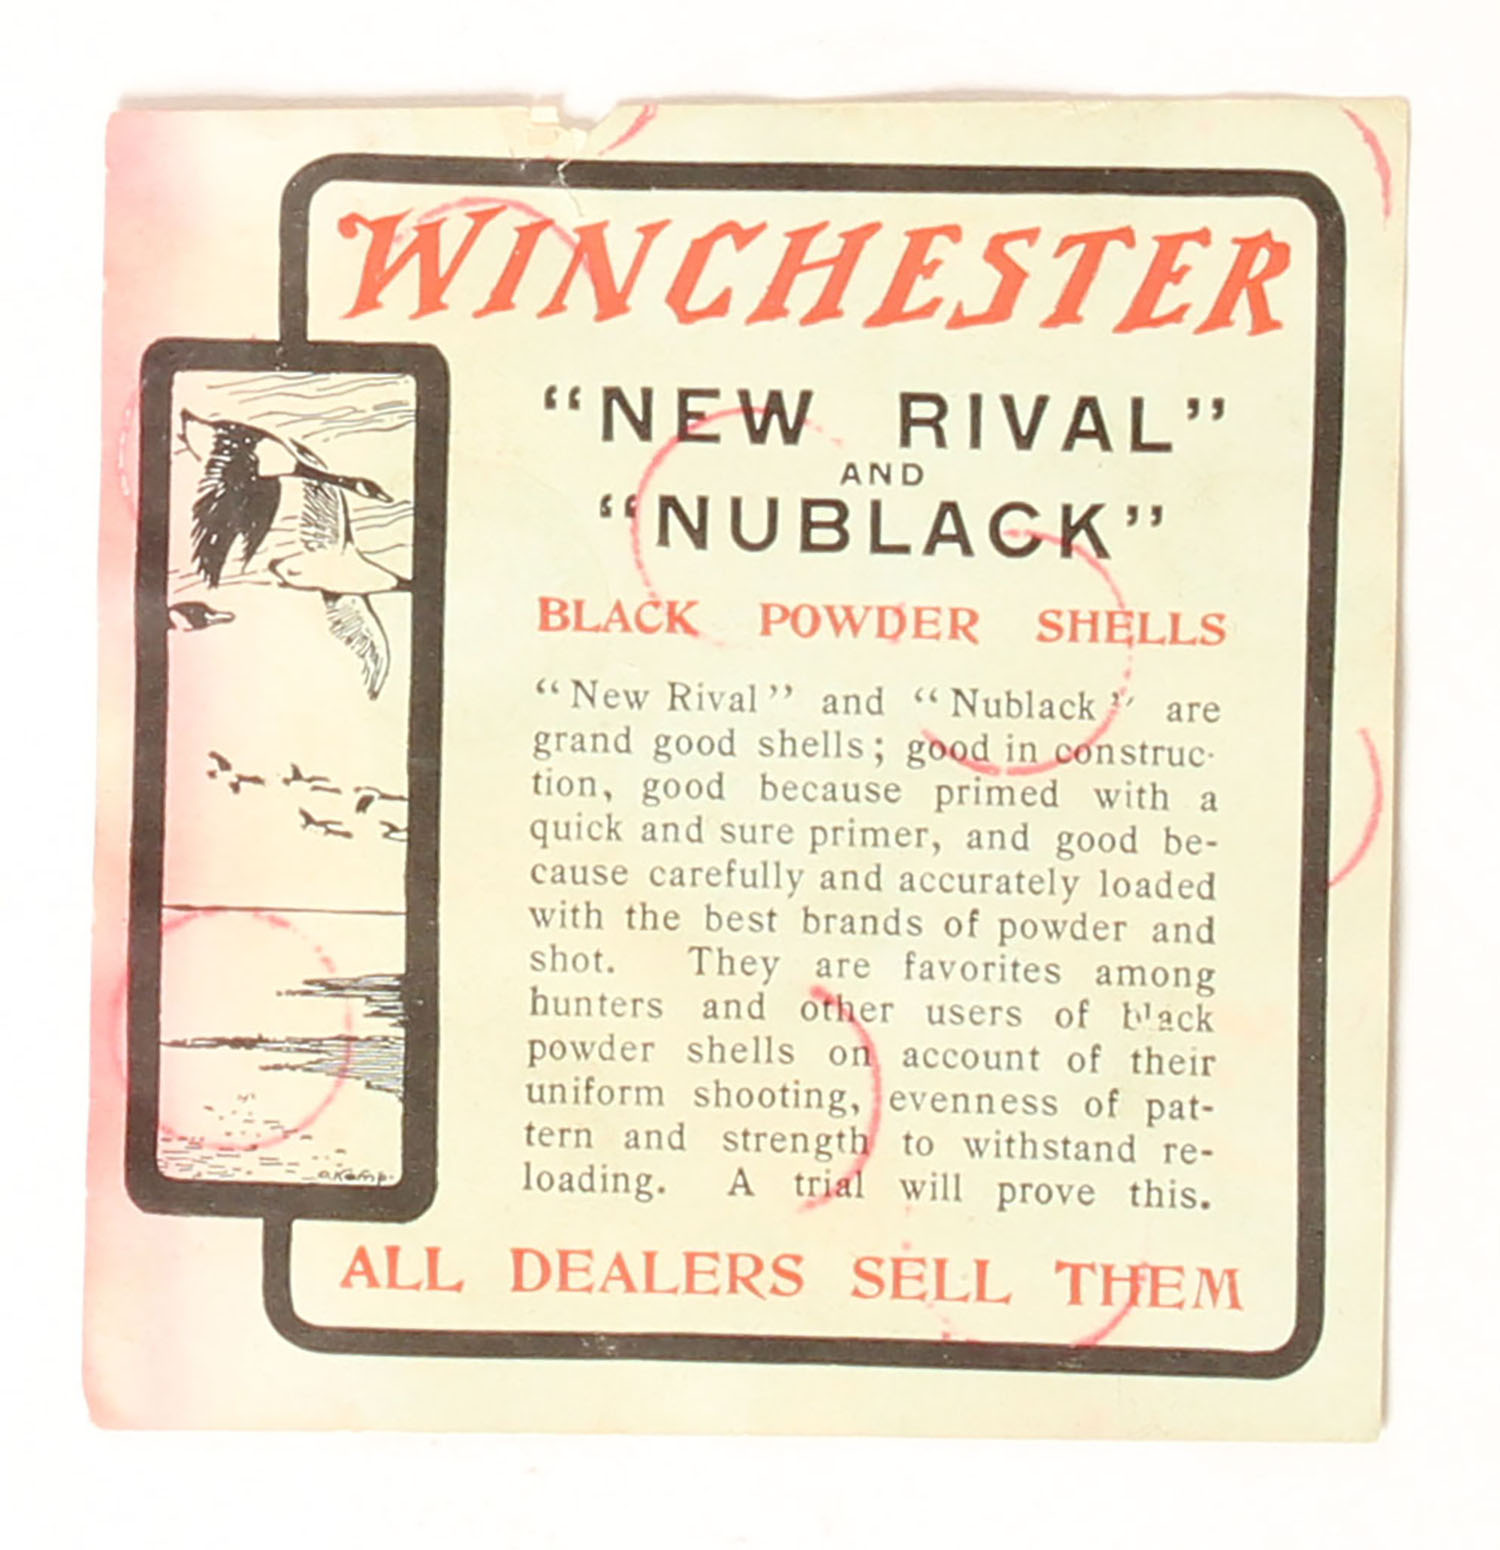 WINCHESTER
“NEW RIVAL”
AND
“NUBLACK”
BLACK POWDER SHELLS
“New Rival” and “Nublack” are
grand good shells; good in construc-
tion, good because primed with a
quick and sure primer, and good be-
cause carefully and accurately loaded
with the best brands of powder and
shot. They are favorites among
hunters and other users of black
powder shells on account of their
uniform shooting, evenness of pat-
tern and strength to withstand re-
loading. A trial will prove this.
ALL DEALERS SELL THEM